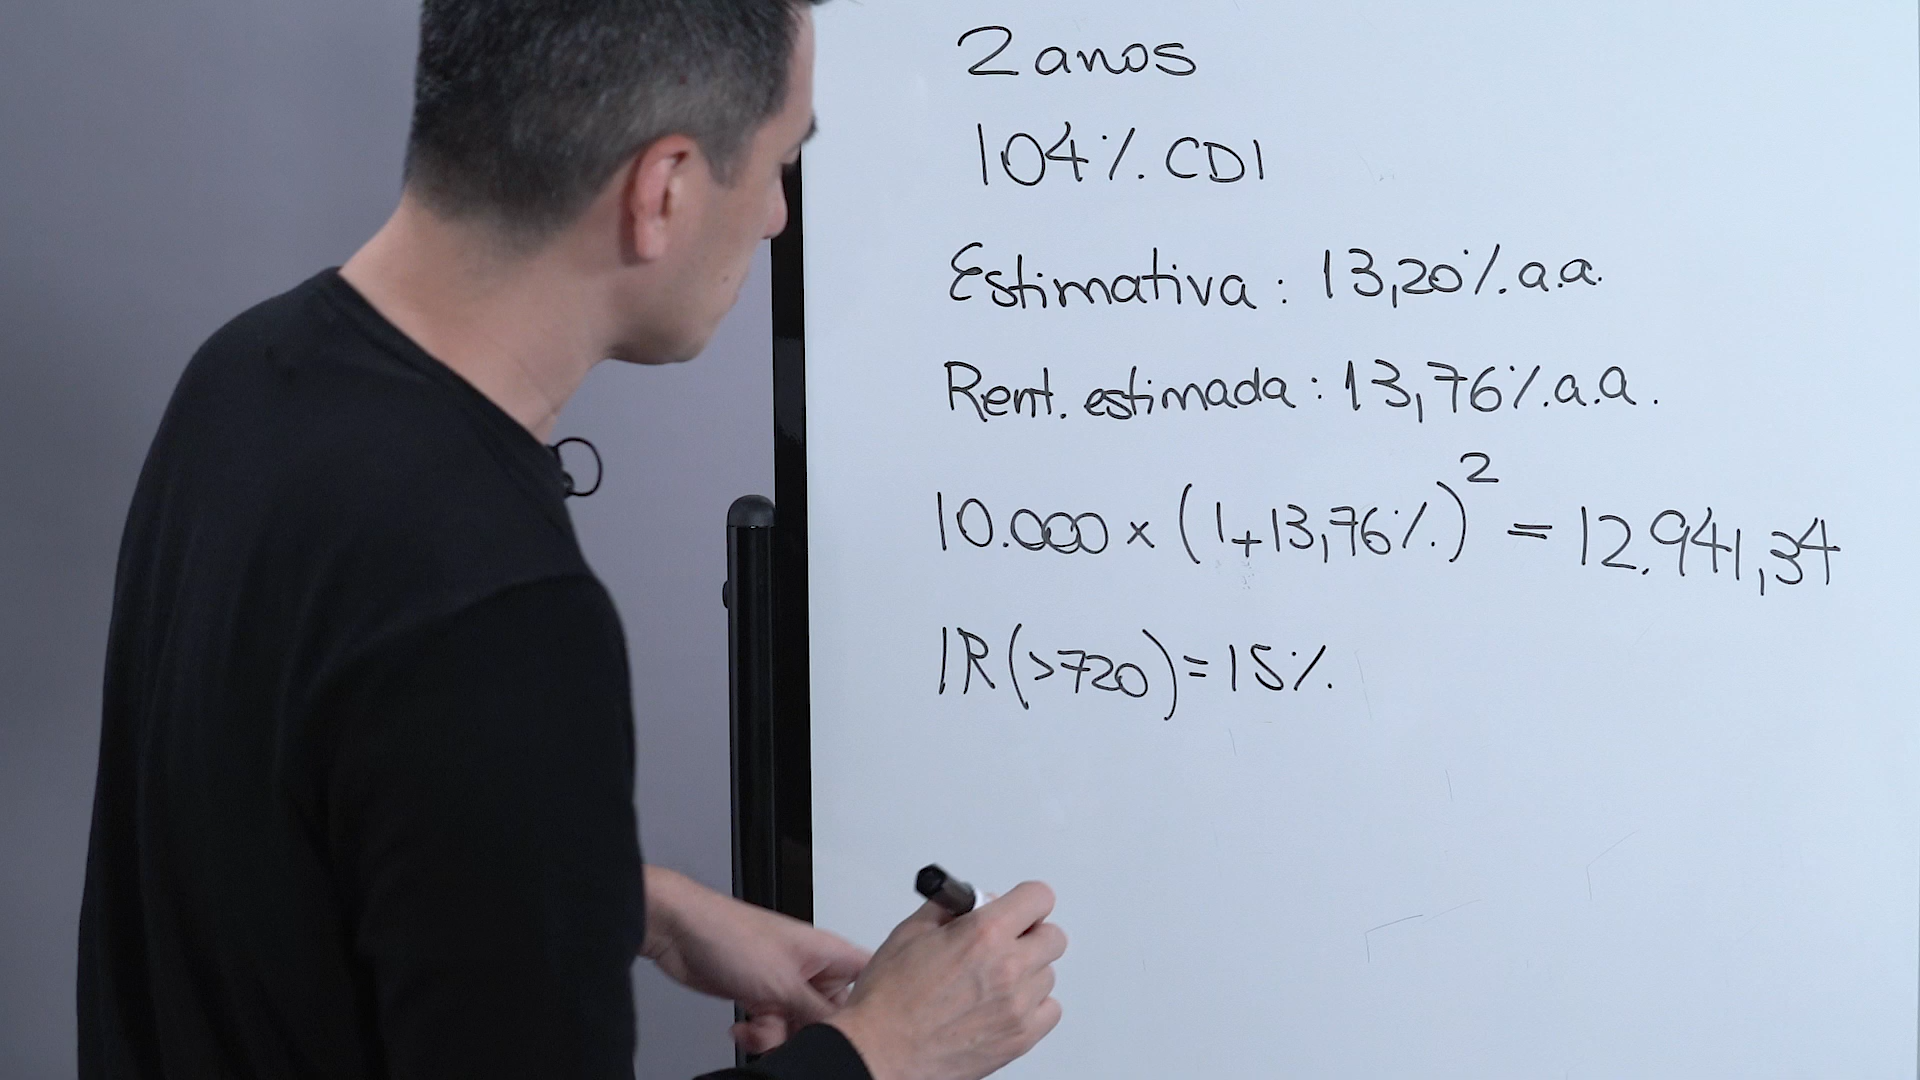 2 anos
104% CDI
Estimativa: 13,20% a.a.
Rent. estimada: 13,76% a.a.
10.000 x (1+13,76%)² = 12.941,34
IR(>720)=15%